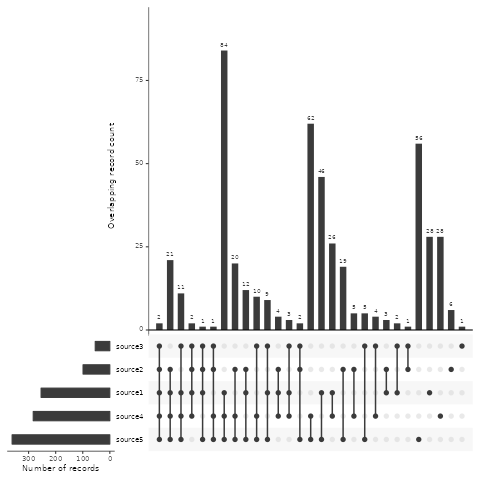 84
75
62
56
50
46
28 28
26
25
21
20
19
12
11
10
9
6
5 5
4 4
3 3
2 2 2 2
1 1 1 1
0
Overlapping record count
source3
source2
source1
source4
source5
300 200 100 0
Number of records